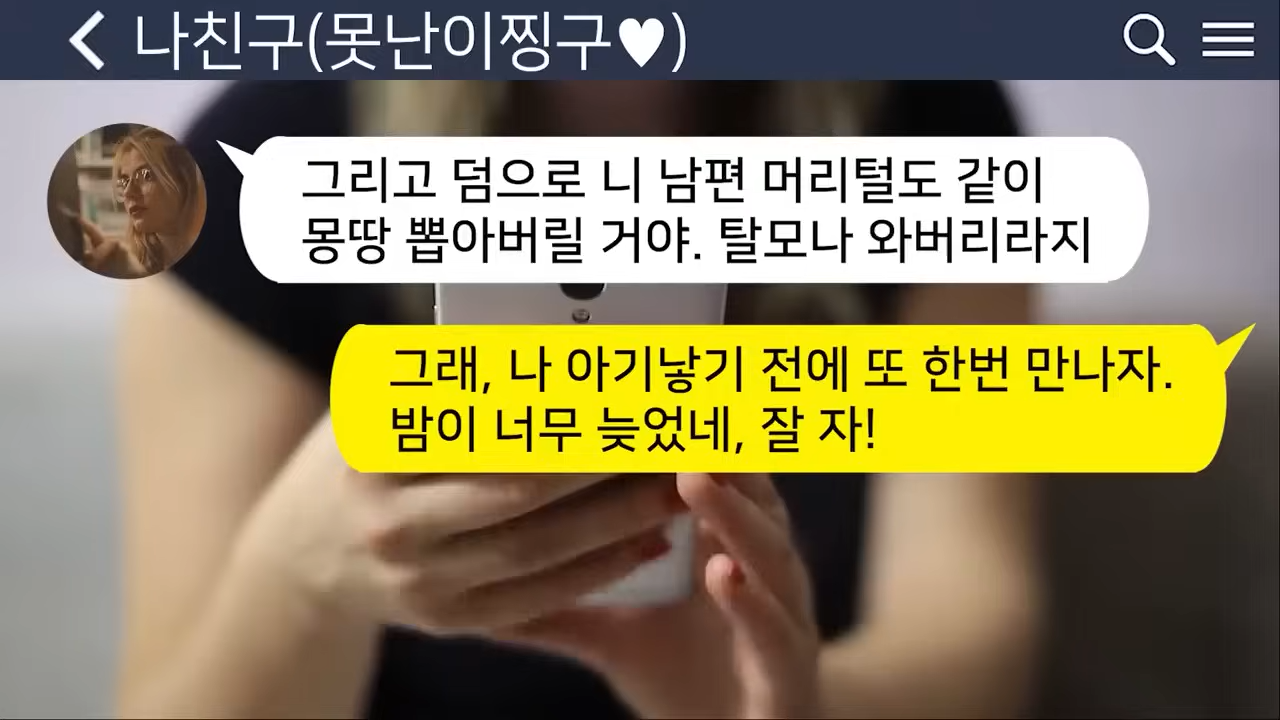 나친구(못난이찡구♥)
그리고 덤으로 니 남편 머리털도 같이
몽땅 뽑아버릴 거야. 탈모나 와버리라지
그래, 나 아기낳기 전에 또 한번 만나자.
밤이 너무 늦었네, 잘 자!